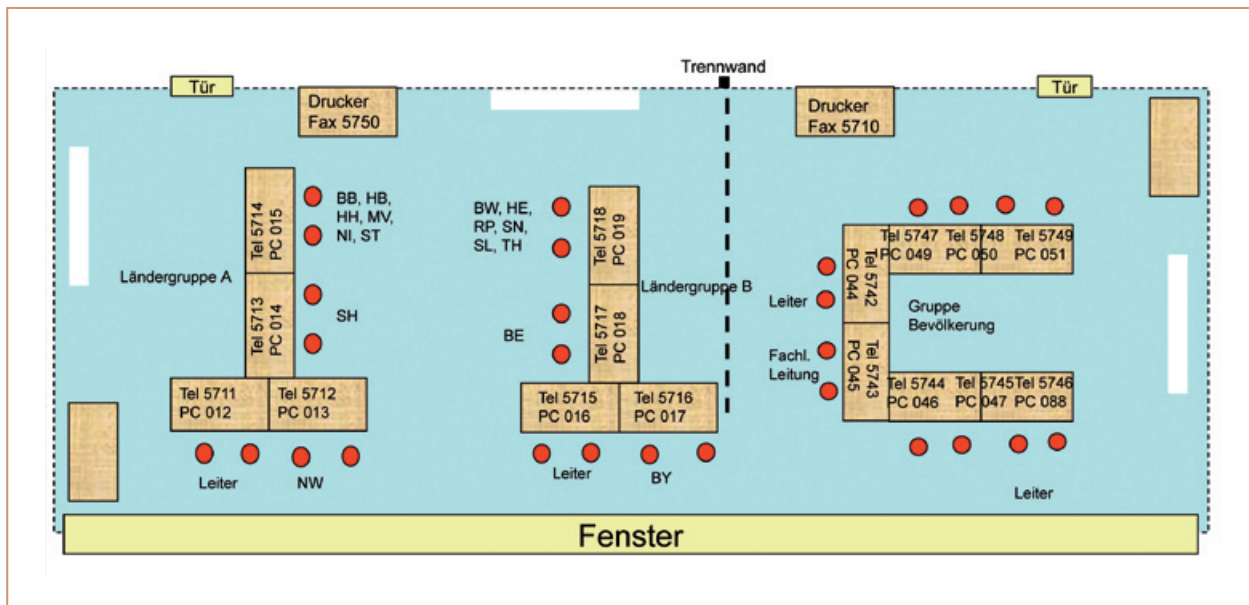 Trennwand
Tür
Tür
Drucker
Fax 5750
Drucker
Fax 5710
Tel 5714
PC 015
BB, HB,
HH, MV,
NI, ST
Ländergruppe A
Tel 5713
PC 014
SH
Tel 5711
PC 012
Tel 5712
PC 013
Leiter
NW
BW, HE,
RP, SN,
SL, TH
Tel 5718
PC 019
Ländergruppe B
BE
Tel 5717
PC 018
Tel 5715
PC 016
Tel 5716
PC 017
Leiter
BY
Tel 5747
PC 049
Tel 5748
PC 050
Tel 5749
PC 051
Tel 5742
PC 044
Leiter
Gruppe
Bevölkerung
Fachl.
Leitung
Tel 5743
PC 045
Tel 5744
PC 046
Tel 5745
PC 047
Tel 5746
PC 088
Leiter
Fenster